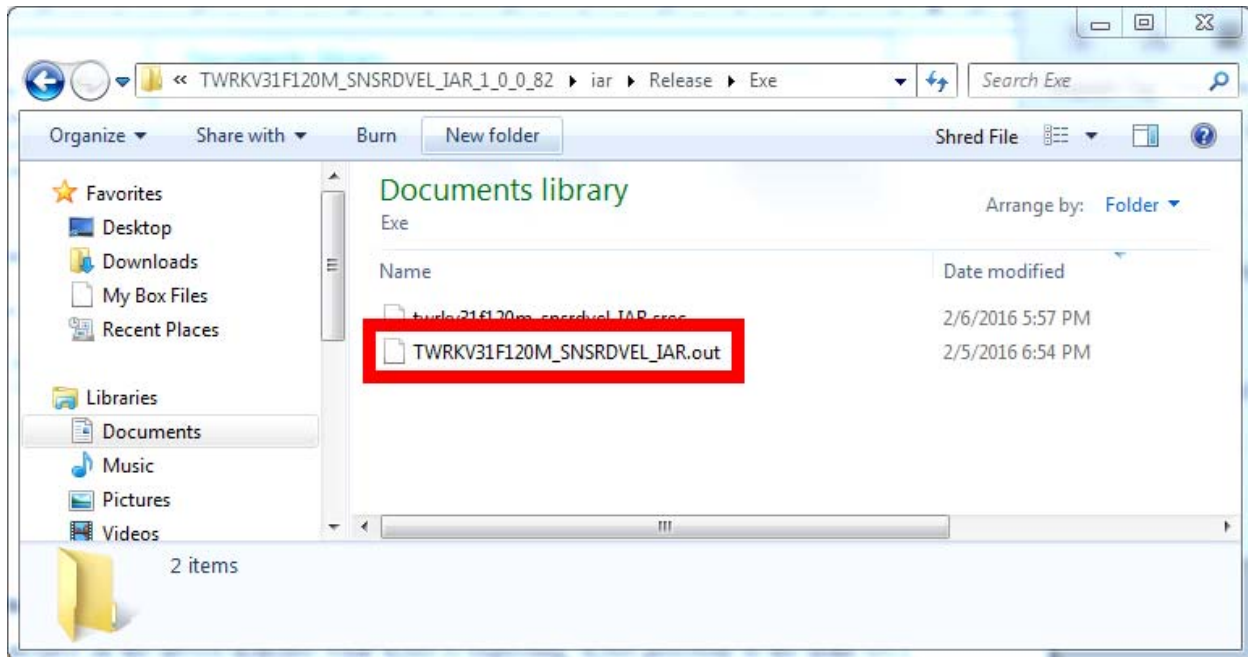 « TWRKV31F120M_SNSRDVEL_IAR_1_0_0_82 ▸ iar ▸ Release ▸ Exe
Search Exe
Organize Share with Burn New folder Shred File
Favorites
Desktop
Downloads
My Box Files
Recent Places
Libraries
Documents
Music
Pictures
Videos
Documents library
Exe
Arrange by: Folder
Name Date modified
2/6/2016 5:57 PM
TWRKV31F120M_SNSRDVEL_IAR.out 2/5/2016 6:54 PM
2 items